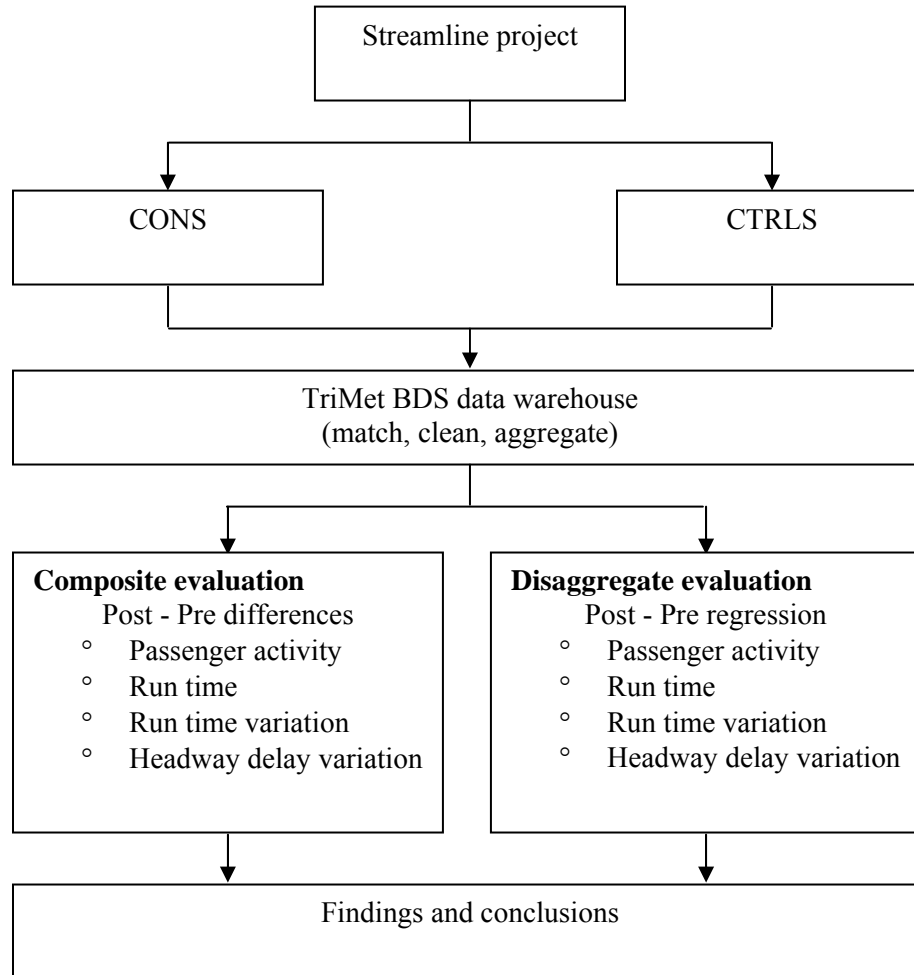 Streamline project
CONS
CTRLS
TriMet BDS data warehouse
(match, clean, aggregate)
Composite evaluation
Post - Pre differences
° Passenger activity
° Run time
° Run time variation
° Headway delay variation
Disaggregate evaluation
Post - Pre regression
° Passenger activity
° Run time
° Run time variation
° Headway delay variation
Findings and conclusions